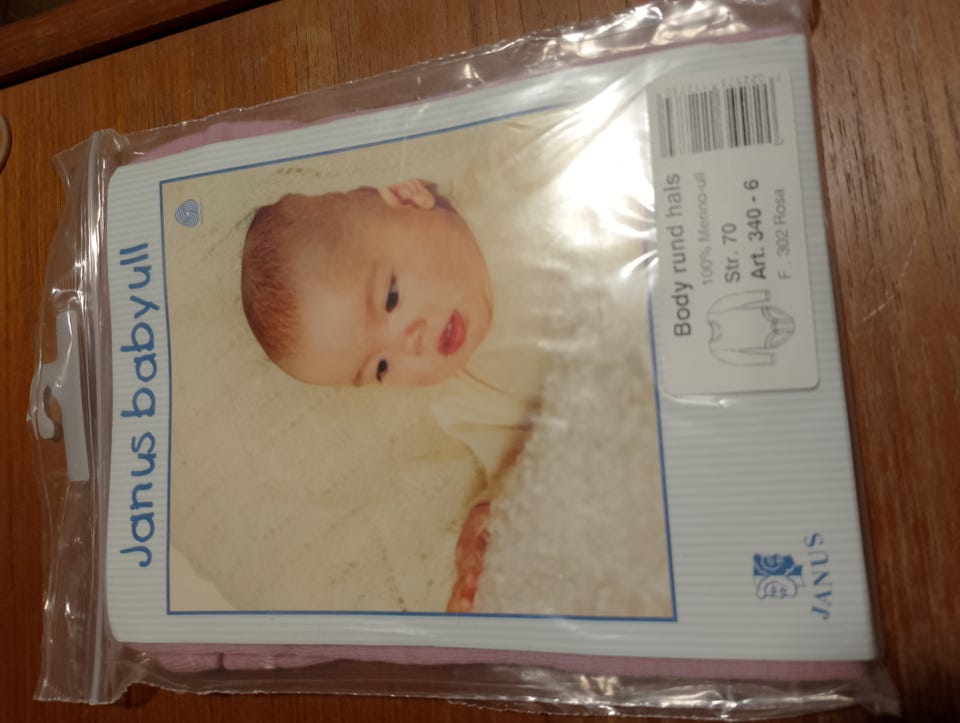 Janus babyull
Body rund hals
100% Merino-ull
Str. 70
Art. 340 - 6
F. 302 Rosa
JANUS